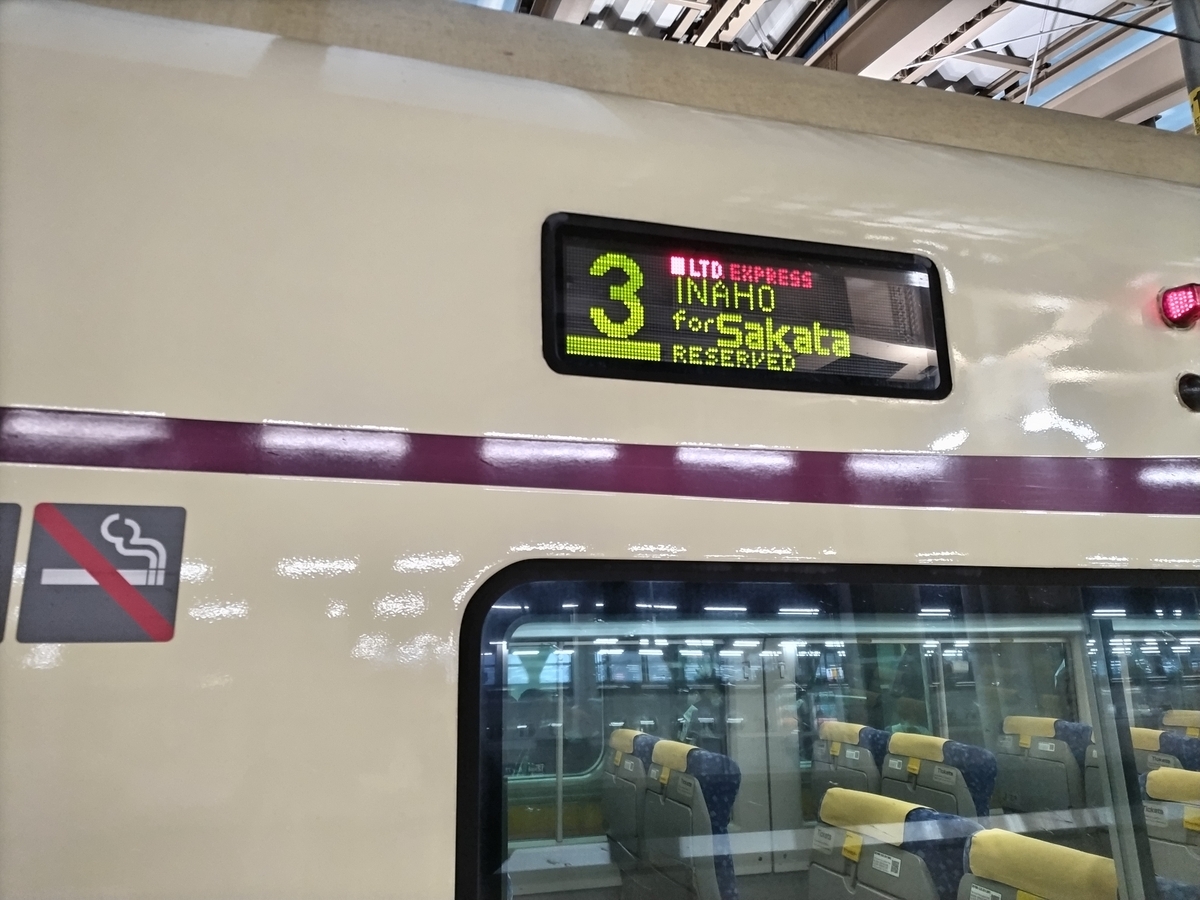 3
LTD. EXPRESS
INAHO
for Sakata
RESERVED